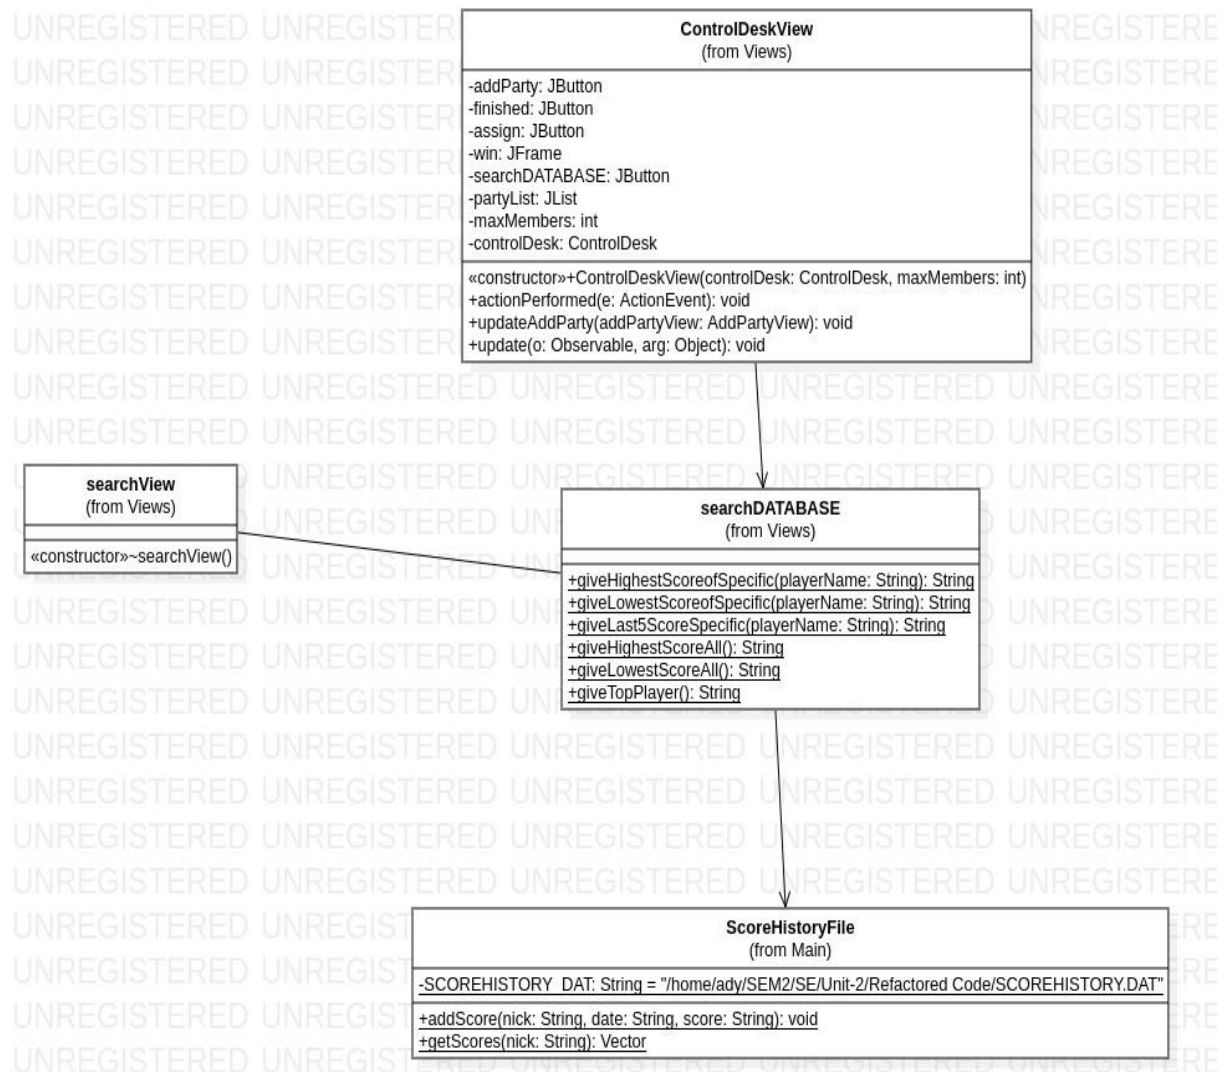 ControlDeskView
(from Views)
-addParty: JButton
-finished: JButton
-assign: JButton
-win: JFrame
-searchDATABASE: JButton
-partyList: JList
-maxMembers: int
-controlDesk: ControlDesk
«constructor»+ControlDeskView(controlDesk: ControlDesk, maxMembers: int)
+actionPerformed(e: ActionEvent): void
+updateAddParty(addPartyView: AddPartyView): void
+update(o: Observable, arg: Object): void
searchView
(from Views)
«constructor»~searchView()
searchDATABASE
(from Views)
+giveHighestScoreofSpecific(playerName: String): String
+giveLowestScoreofSpecific(playerName: String): String
+giveLast5ScoreSpecific(playerName: String): String
+giveHighestScoreAll(): String
+giveLowestScoreAll(): String
+giveTopPlayer(): String
ScoreHistoryFile
(from Main)
-SCOREHISTORY_DAT: String = "/home/ady/SEM2/SE/Unit-2/Refactored Code/SCOREHISTORY.DAT"
+addScore(nick: String, date: String, score: String): void
+getScores(nick: String): Vector
UNREGISTERED